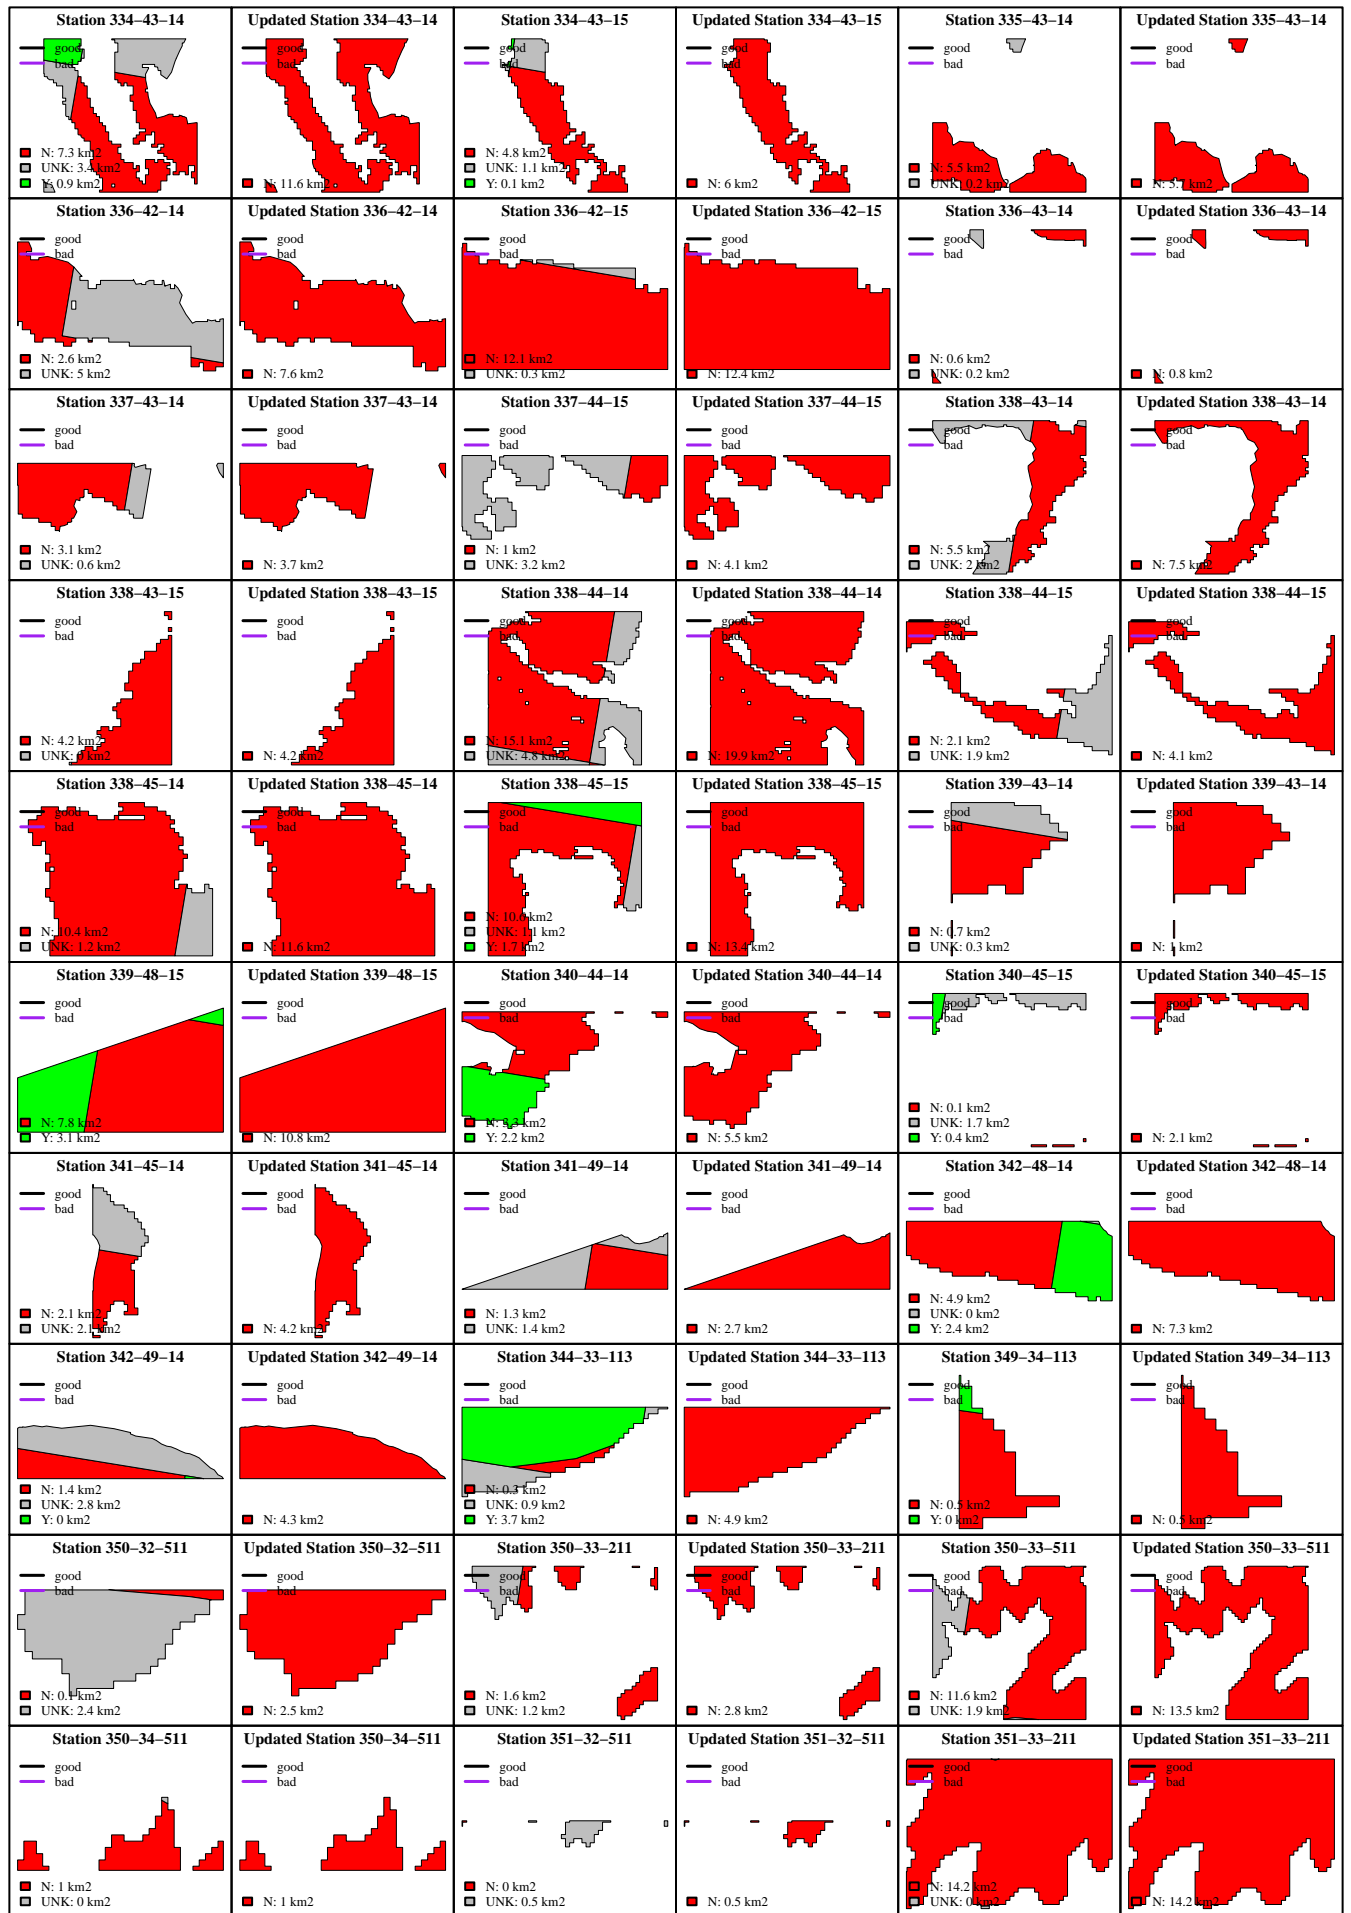 Station 334–43–14
good
bad
N: 7.3 km2
UNK: 3.4 km2
Y: 0.9 km2
Updated Station 334–43–14
good
bad
N: 11.6 km2
Station 334–43–15
good
bad
N: 4.8 km2
UNK: 1.1 km2
Y: 0.1 km2
Updated Station 334–43–15
good
bad
N: 6 km2
Station 335–43–14
good
bad
N: 5.5 km2
UNK: 0.2 km2
Updated Station 335–43–14
good
bad
N: 5.7 km2
Station 336–42–14
good
bad
N: 2.6 km2
UNK: 5 km2
Updated Station 336–42–14
good
bad
N: 7.6 km2
Station 336–42–15
good
bad
N: 12.1 km2
UNK: 0.3 km2
Updated Station 336–42–15
good
bad
N: 12.4 km2
Station 336–43–14
good
bad
N: 0.6 km2
UNK: 0.2 km2
Updated Station 336–43–14
good
bad
N: 0.8 km2
Station 337–43–14
good
bad
N: 3.1 km2
UNK: 0.6 km2
Updated Station 337–43–14
good
bad
N: 3.7 km2
Station 337–44–15
good
bad
N: 1 km2
UNK: 3.2 km2
Updated Station 337–44–15
good
bad
N: 4.1 km2
Station 338–43–14
good
bad
N: 5.5 km2
UNK: 2 km2
Updated Station 338–43–14
good
bad
N: 7.5 km2
Station 338–43–15
good
bad
N: 4.2 km2
UNK: 0 km2
Updated Station 338–43–15
good
bad
N: 4.2 km2
Station 338–44–14
good
bad
N: 15.1 km2
UNK: 4.8 km2
Updated Station 338–44–14
good
bad
N: 19.9 km2
Station 338–44–15
good
bad
N: 2.1 km2
UNK: 1.9 km2
Updated Station 338–44–15
good
bad
N: 4.1 km2
Station 338–45–14
good
bad
N: 10.4 km2
UNK: 1.2 km2
Updated Station 338–45–14
good
bad
N: 11.6 km2
Station 338–45–15
good
bad
N: 10.6 km2
UNK: 1.1 km2
Y: 1.7 km2
Updated Station 338–45–15
good
bad
N: 13.4 km2
Station 339–43–14
good
bad
N: 0.7 km2
UNK: 0.3 km2
Updated Station 339–43–14
good
bad
N: 1 km2
Station 339–48–15
good
bad
N: 7.8 km2
Y: 3.1 km2
Updated Station 339–48–15
good
bad
N: 10.8 km2
Station 340–44–14
good
bad
N: 3.3 km2
Y: 2.2 km2
Updated Station 340–44–14
good
bad
N: 5.5 km2
Station 340–45–15
good
bad
N: 0.1 km2
UNK: 1.7 km2
Y: 0.4 km2
Updated Station 340–45–15
good
bad
N: 2.1 km2
Station 341–45–14
good
bad
N: 2.1 km2
UNK: 2.1 km2
Updated Station 341–45–14
good
bad
N: 4.2 km2
Station 341–49–14
good
bad
N: 1.3 km2
UNK: 1.4 km2
Updated Station 341–49–14
good
bad
N: 2.7 km2
Station 342–48–14
good
bad
N: 4.9 km2
UNK: 0 km2
Y: 2.4 km2
Updated Station 342–48–14
good
bad
N: 7.3 km2
Station 342–49–14
good
bad
N: 1.4 km2
UNK: 2.8 km2
Y: 0 km2
Updated Station 342–49–14
good
bad
N: 4.3 km2
Station 344–33–113
good
bad
N: 0.3 km2
UNK: 0.9 km2
Y: 3.7 km2
Updated Station 344–33–113
good
bad
N: 4.9 km2
Station 349–34–113
good
bad
N: 0.5 km2
Y: 0 km2
Updated Station 349–34–113
good
bad
N: 0.5 km2
Station 350–32–511
good
bad
N: 0.1 km2
UNK: 2.4 km2
Updated Station 350–32–511
good
bad
N: 2.5 km2
Station 350–33–211
good
bad
N: 1.6 km2
UNK: 1.2 km2
Updated Station 350–33–211
good
bad
N: 2.8 km2
Station 350–33–511
good
bad
N: 11.6 km2
UNK: 1.9 km2
Updated Station 350–33–511
good
bad
N: 13.5 km2
Station 350–34–511
good
bad
N: 1 km2
UNK: 0 km2
Updated Station 350–34–511
good
bad
N: 1 km2
Station 351–32–511
good
bad
N: 0 km2
UNK: 0.5 km2
Updated Station 351–32–511
good
bad
N: 0.5 km2
Station 351–33–211
good
bad
N: 14.2 km2
UNK: 0 km2
Updated Station 351–33–211
good
bad
N: 14.2 km2